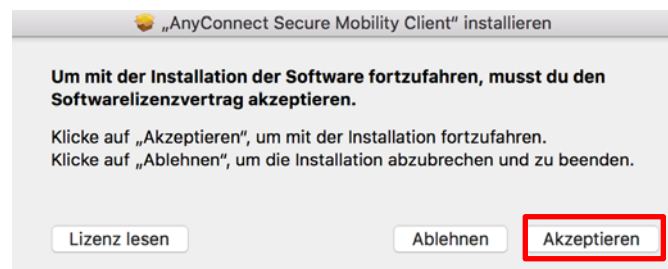 „AnyConnect Secure Mobility Client“ installieren
Um mit der Installation der Software fortzufahren, musst du den
Softwarelizenzvertrag akzeptieren.
Klicke auf „Akzeptieren“, um mit der Installation fortzufahren.
Klicke auf „Ablehnen“, um die Installation abzubrechen und zu beenden.
Lizenz lesen Ablehnen Akzeptieren